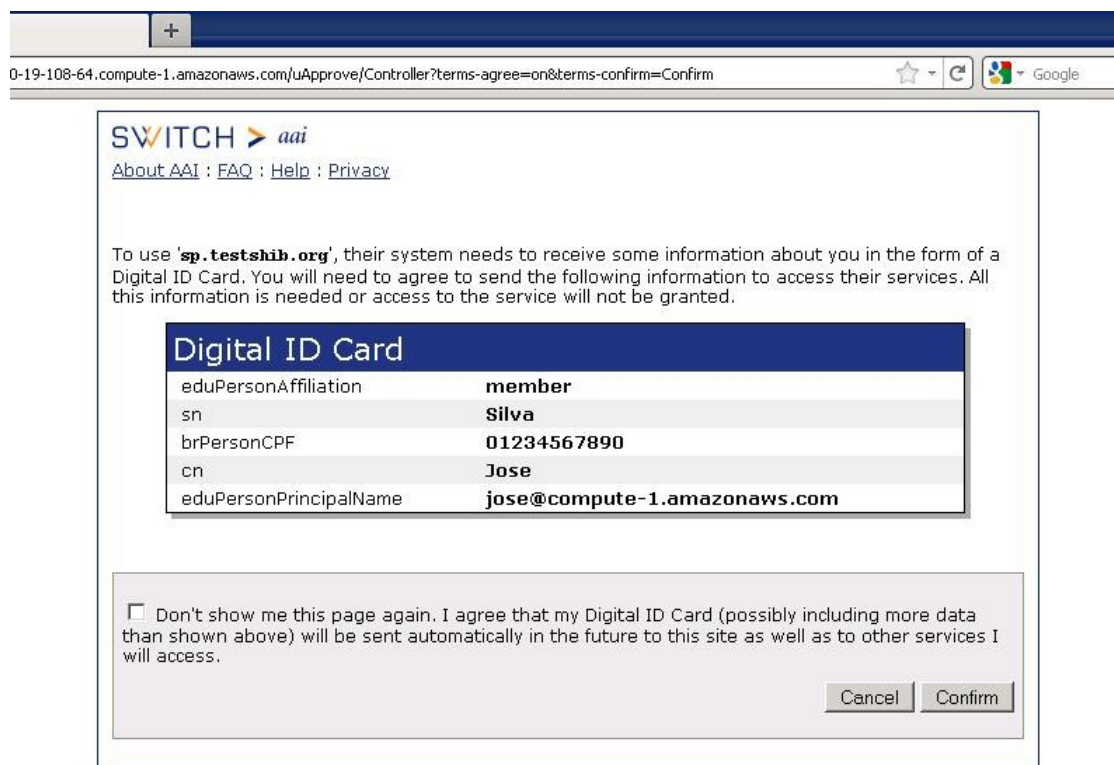 +
0-19-108-64.compute-1.amazonaws.com/uApprove/Controller?terms-agree=on&terms-confirm=Confirm
Google
SWITCH > aai
About AAI : FAQ : Help : Privacy
To use 'sp.testshib.org', their system needs to receive some information about you in the form of a
Digital ID Card. You will need to agree to send the following information to access their services. All
this information is needed or access to the service will not be granted.
Digital ID Card
eduPersonAffiliation member
sn Silva
brPersonCPF 01234567890
cn Jose
eduPersonPrincipalName jose@compute-1.amazonaws.com
Don't show me this page again. I agree that my Digital ID Card (possibly including more data
than shown above) will be sent automatically in the future to this site as well as to other services I
will access.
Cancel Confirm